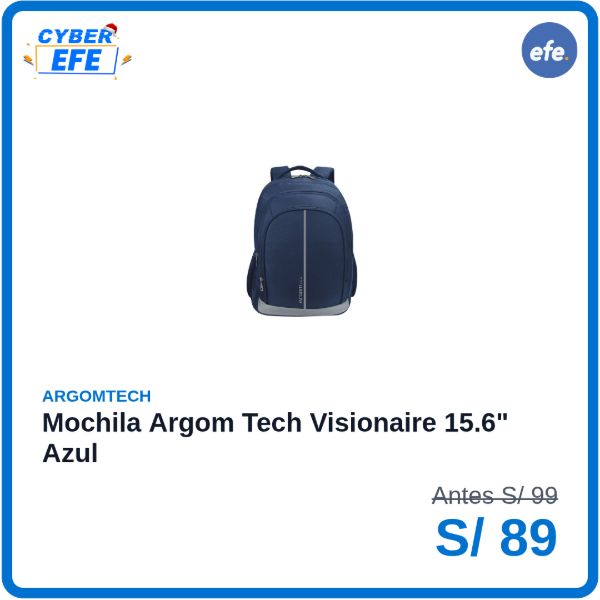 CYBER
EFE
efe.
ARGOMTECH
Mochila Argom Tech Visionaire 15.6"
Azul
Antes S/ 99
S/ 89